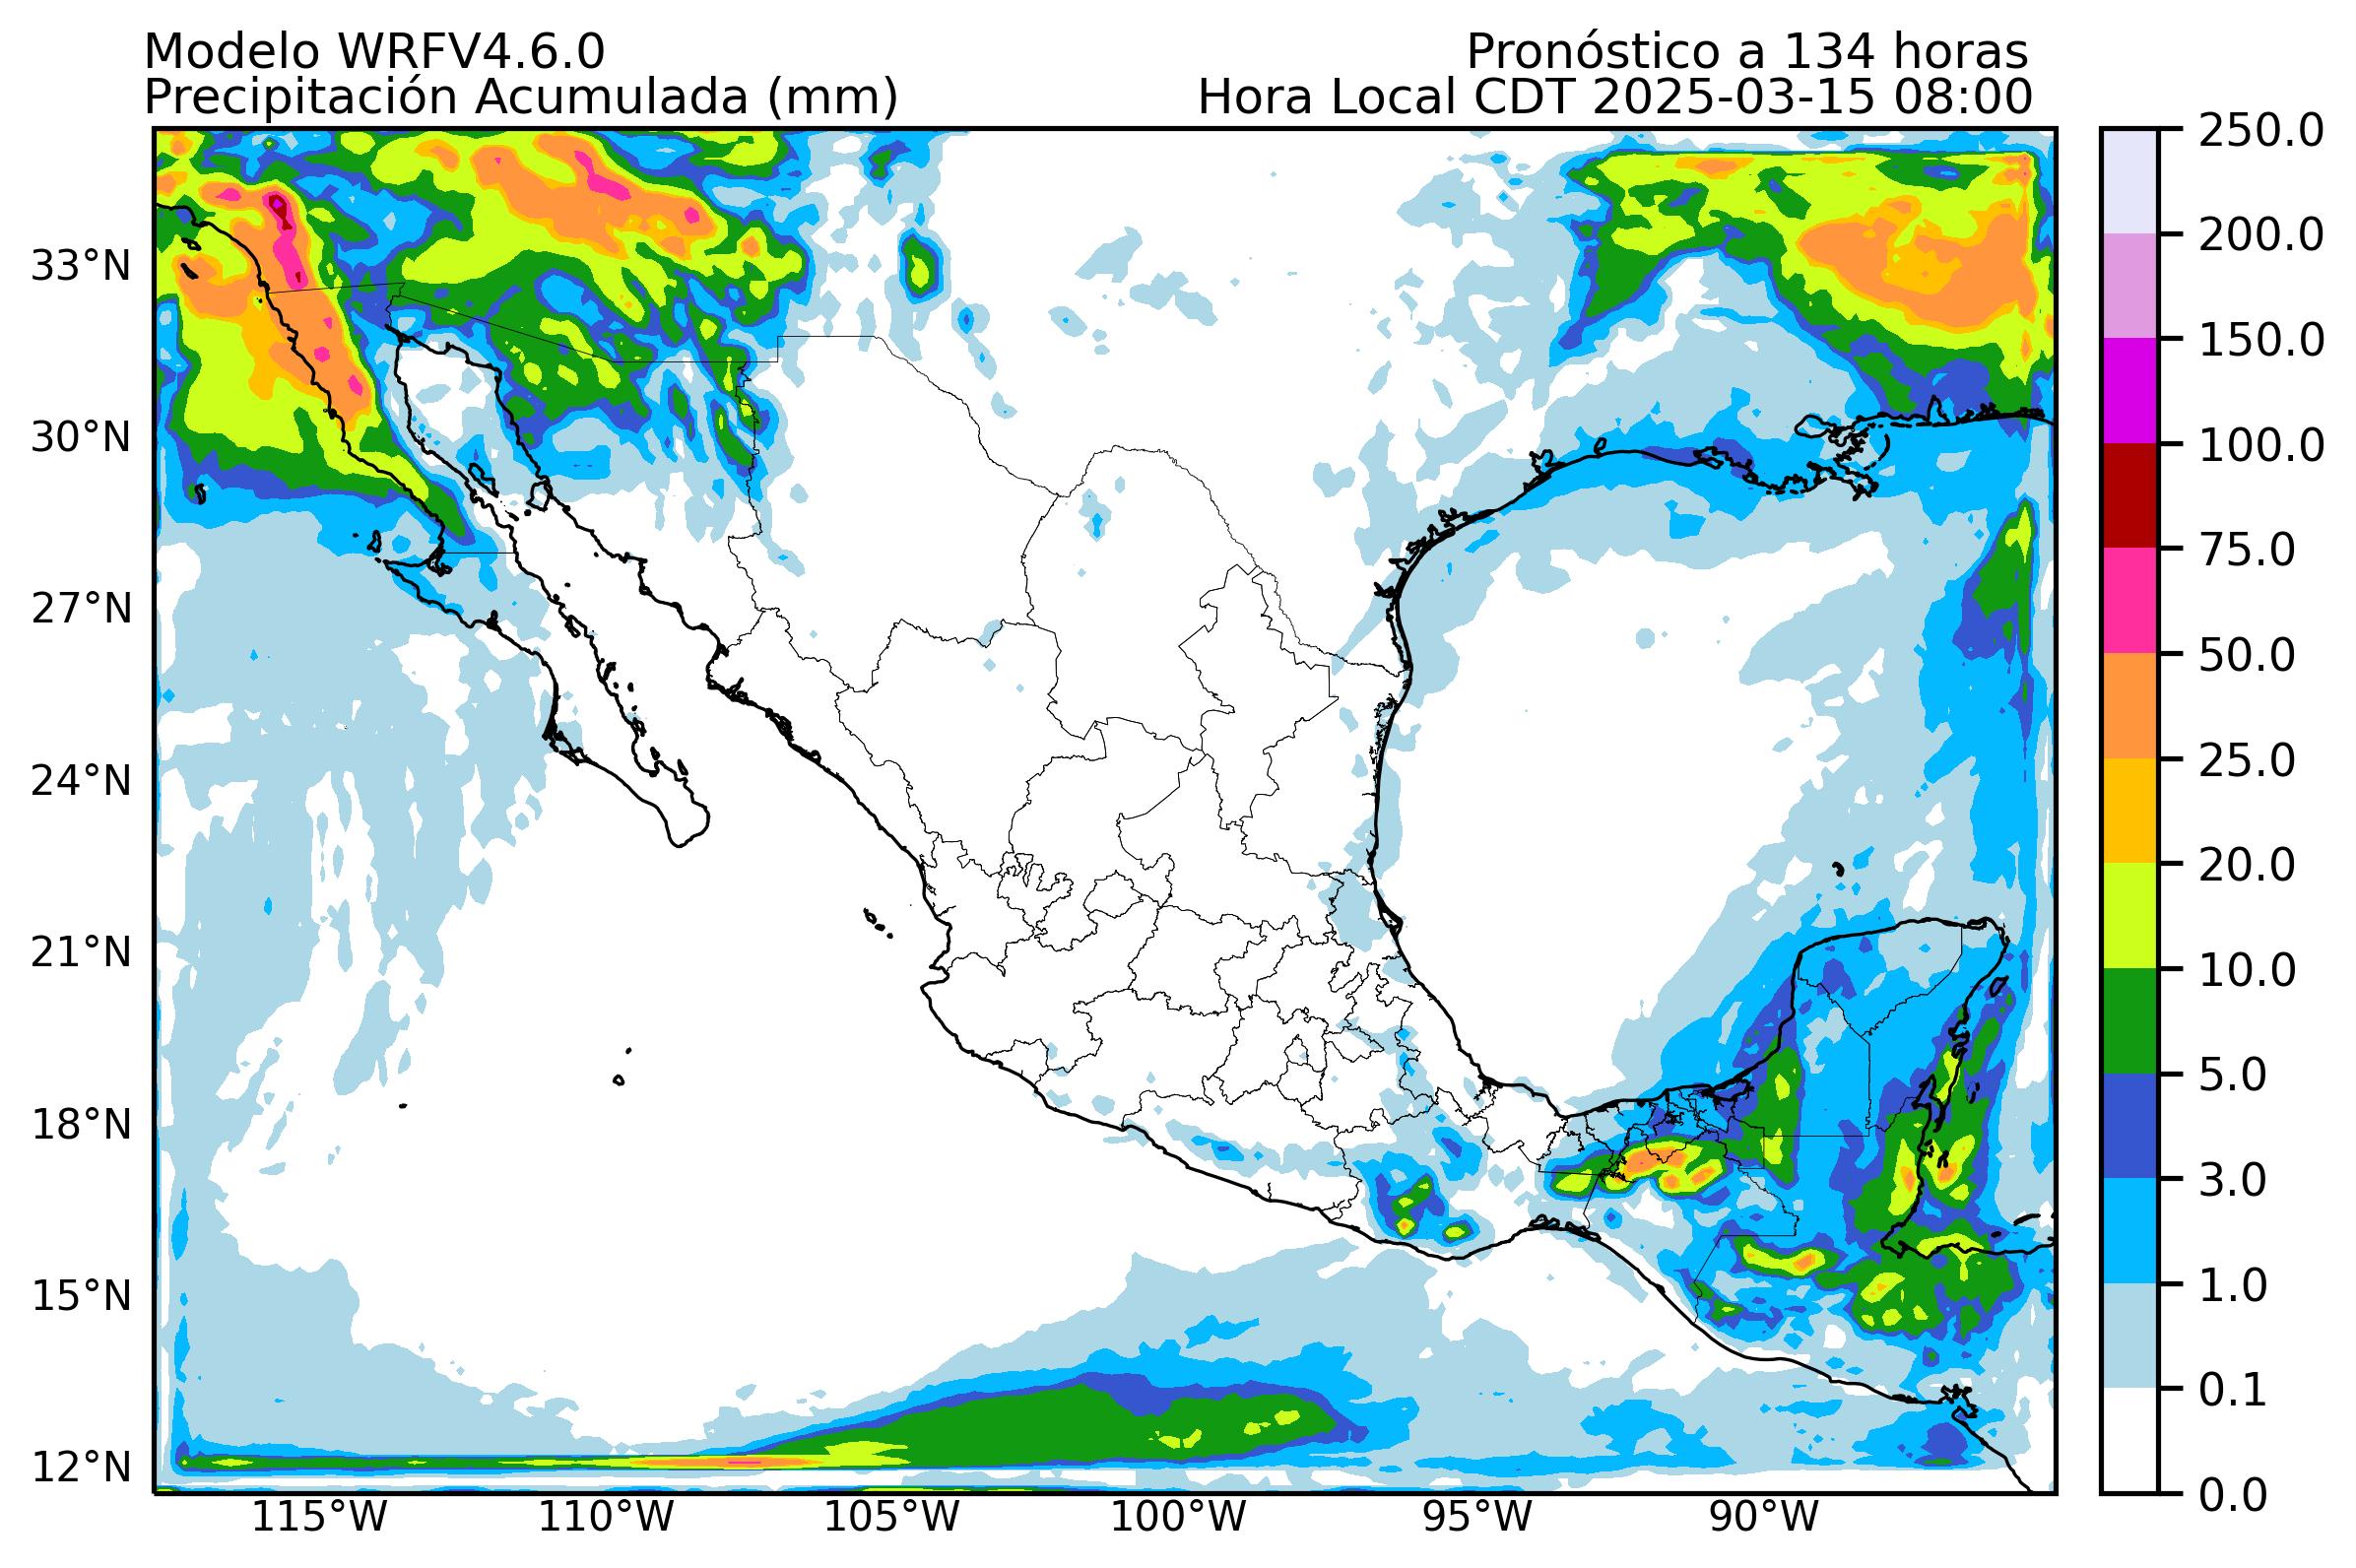 Modelo WRFV4.6.0
Pronóstico a 134 horas
Precipitación Acumulada (mm)
Hora Local CDT 2025-03-15 08:00
33°N
30°N
27°N
24°N
21°N
18°N
15°N
12°N
115°W
110°W
105°W
100°W
95°W
90°W
250.0
200.0
150.0
100.0
75.0
50.0
25.0
20.0
10.0
5.0
3.0
1.0
0.1
0.0